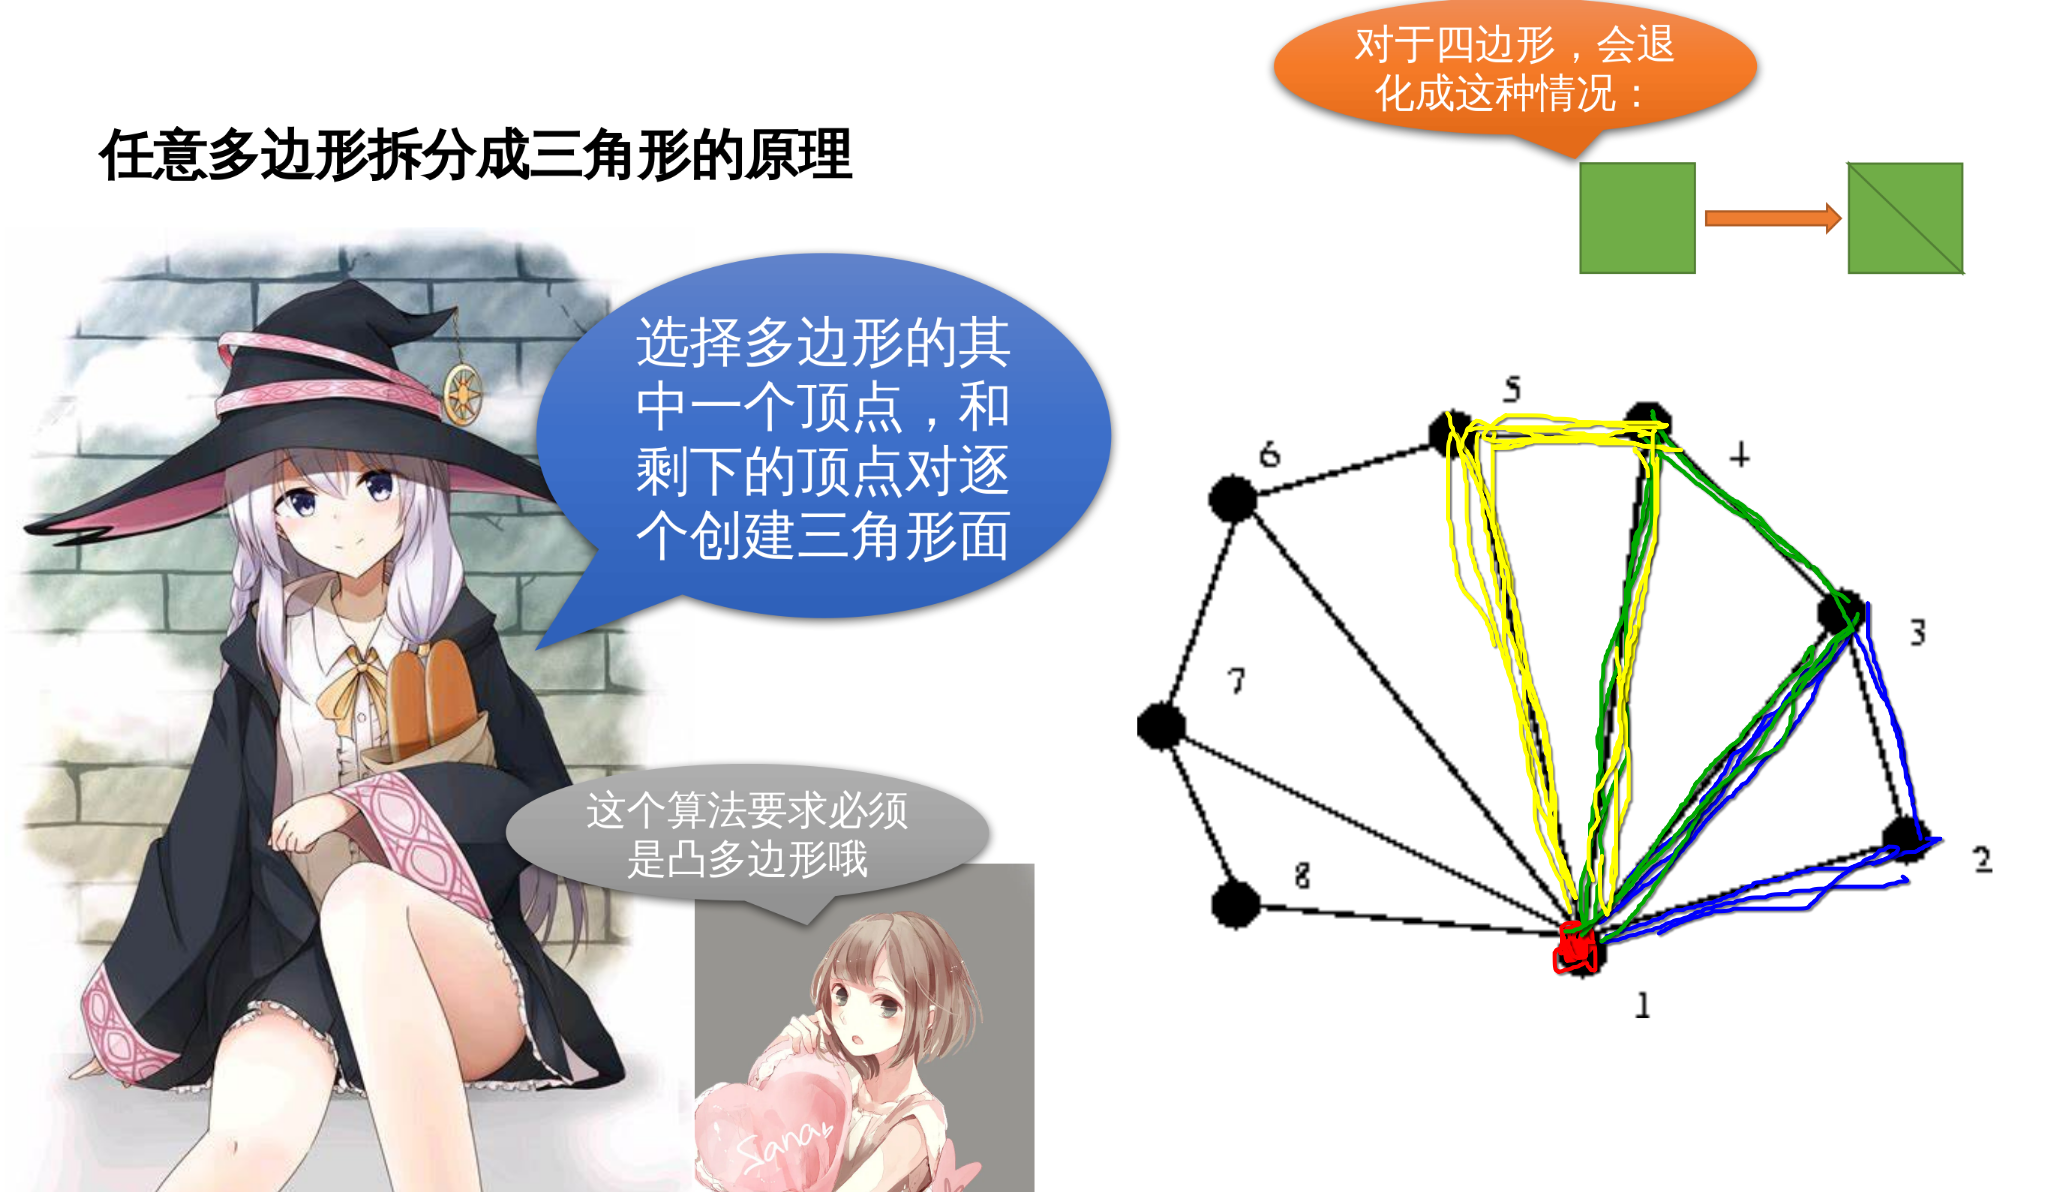 对于四边形，会退
化成这种情况：
任意多边形拆分成三角形的原理
选择多边形的其
中一个顶点，和
剩下的顶点对逐
个创建三角形面
这个算法要求必须
是凸多边形哦
5
4
6
3
7
2
8
1
Sana